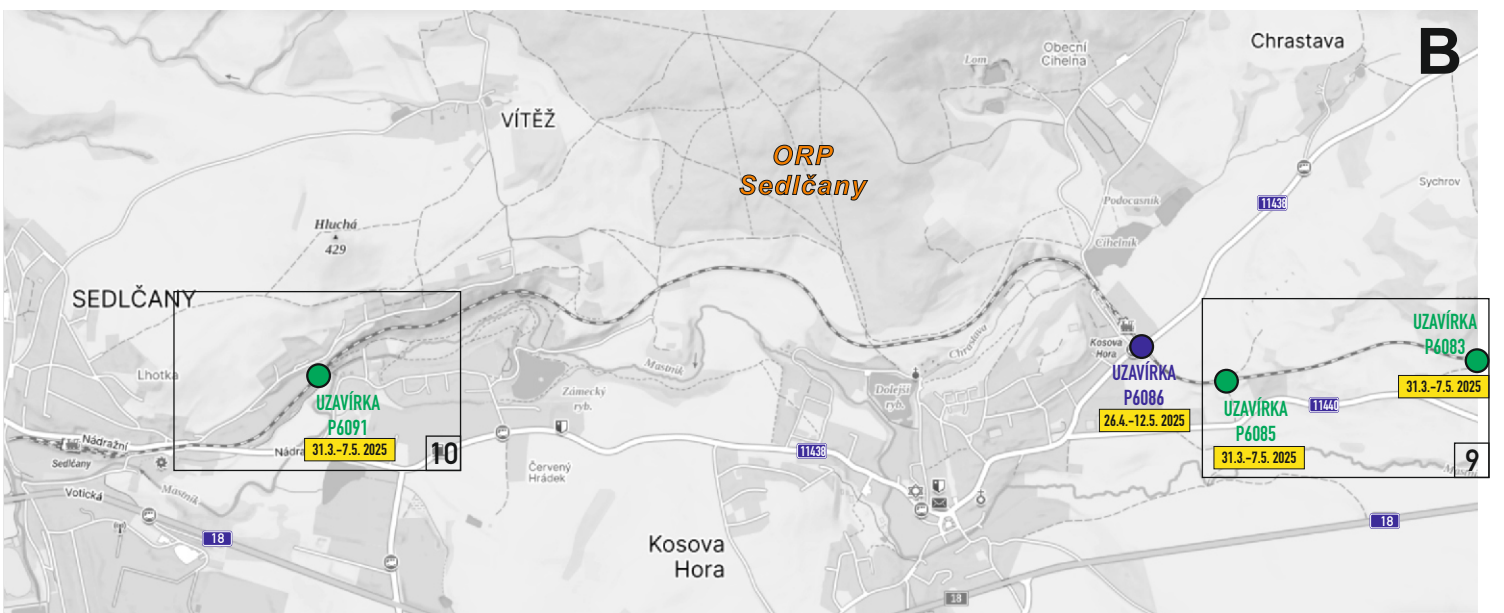 B
Chrastava
Obecní
Cihelna
Lom
VÍTĚŽ
ORP
Sedlčany
Sychrov
11438
Podocasník
Hluchá
429
Cihelník
SEDLČANY
UZAVÍRKA
P6083
31.3.–7.5. 2025
Kosova
Hora
Chrastava
Mastník
Lhotka
UZAVÍRKA
P6086
26.4.–12.5. 2025
Zámecký
ryb.
Dolejší
ryb.
UZAVÍRKA
P6091
31.3.–7.5. 2025
UZAVÍRKA
P6085
31.3.–7.5. 2025
11440
Nádražní
Sedlčany
10
11438
9
Červený
Hrádek
Votická
Mastník
18
18
Kosova
Hora
18